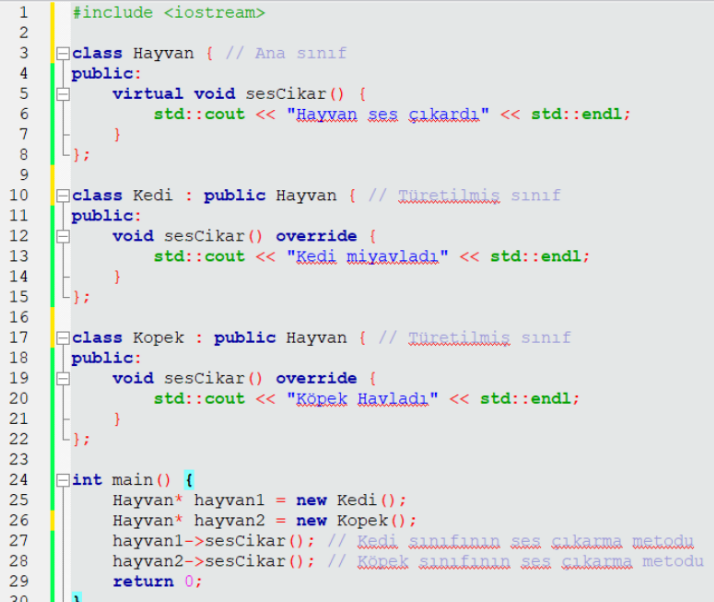 1 #include <iostream>
2
3 class Hayvan { // Ana sınıf
4 public:
5 virtual void sesCikar() {
6 std::cout << "Hayvan ses çıkardı" << std::endl;
7 }
8 };
9
10 class Kedi : public Hayvan { // Türetilmiş sınıf
11 public:
12 void sesCikar() override {
13 std::cout << "Kedi miyavladı" << std::endl;
14 }
15 };
16
17 class Kopek : public Hayvan { // Türetilmiş sınıf
18 public:
19 void sesCikar() override {
20 std::cout << "Köpek Havladı" << std::endl;
21 }
22 };
23
24 int main() {
25 Hayvan* hayvan1 = new Kedi();
26 Hayvan* hayvan2 = new Kopek();
27 hayvan1->sesCikar(); // Kedi sınıfının ses çıkarma metodu
28 hayvan2->sesCikar(); // Köpek sınıfının ses çıkarma metodu
29 return 0;
30 }